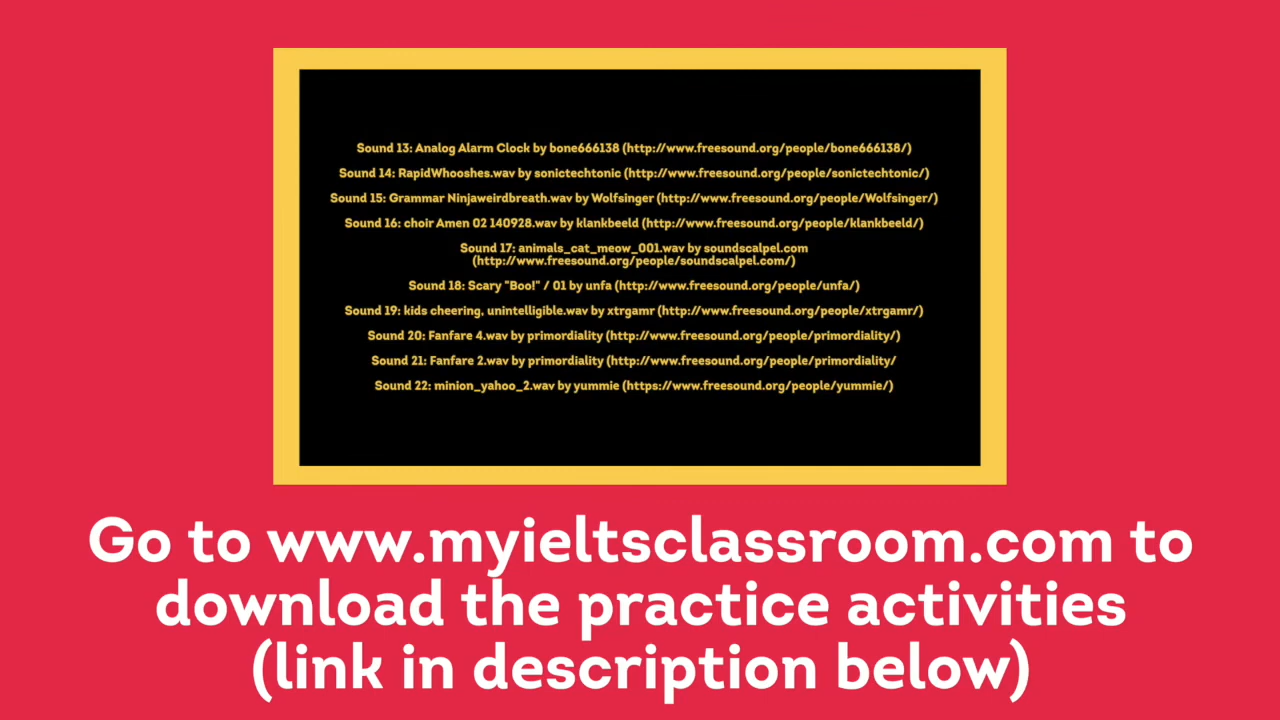 Sound 13: Analog Alarm Clock by bone666138 (http://www.freesound.org/people/bone666138/)
Sound 14: RapidWhooshes.wav by sonictechtonic (http://www.freesound.org/people/sonictechtonic/)
Sound 15: Grammar Ninjaweirdbreath.wav by Wolfsinger (http://www.freesound.org/people/Wolfsinger/)
Sound 16: choir Amen 02 140928.wav by klankbeeld (http://www.freesound.org/people/klankbeeld/)
Sound 17: animals_cat_meow_001.wav by soundscalpel.com
(http://www.freesound.org/people/soundscalpel.com/)
Sound 18: Scary "Boo!" / 01 by unfa (http://www.freesound.org/people/unfa/)
Sound 19: kids cheering, unintelligible.wav by xtrgamr (http://www.freesound.org/people/xtrgamr/)
Sound 20: Fanfare 4.wav by primordiality (http://www.freesound.org/people/primordiality/)
Sound 21: Fanfare 2.wav by primordiality (http://www.freesound.org/people/primordiality/
Sound 22: minion_yahoo_2.wav by yummie (https://www.freesound.org/people/yummie/)
Go to www.myieltsclassroom.com to
download the practice activities
(link in description below)